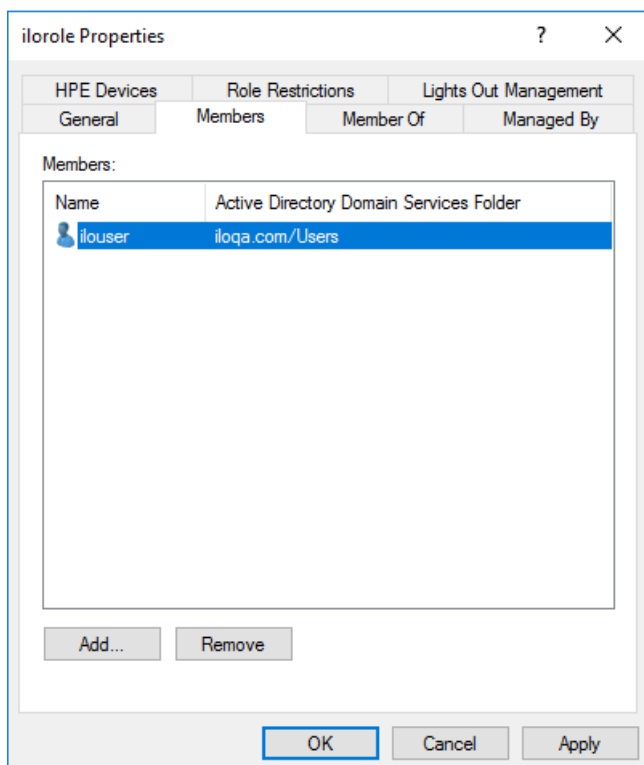 ilorole Properties ? ×
HPE Devices Role Restrictions Lights Out Management
General Members Member Of Managed By
Members:
Name Active Directory Domain Services Folder
ilouser iloqa.com/Users
Add... Remove
OK Cancel Apply